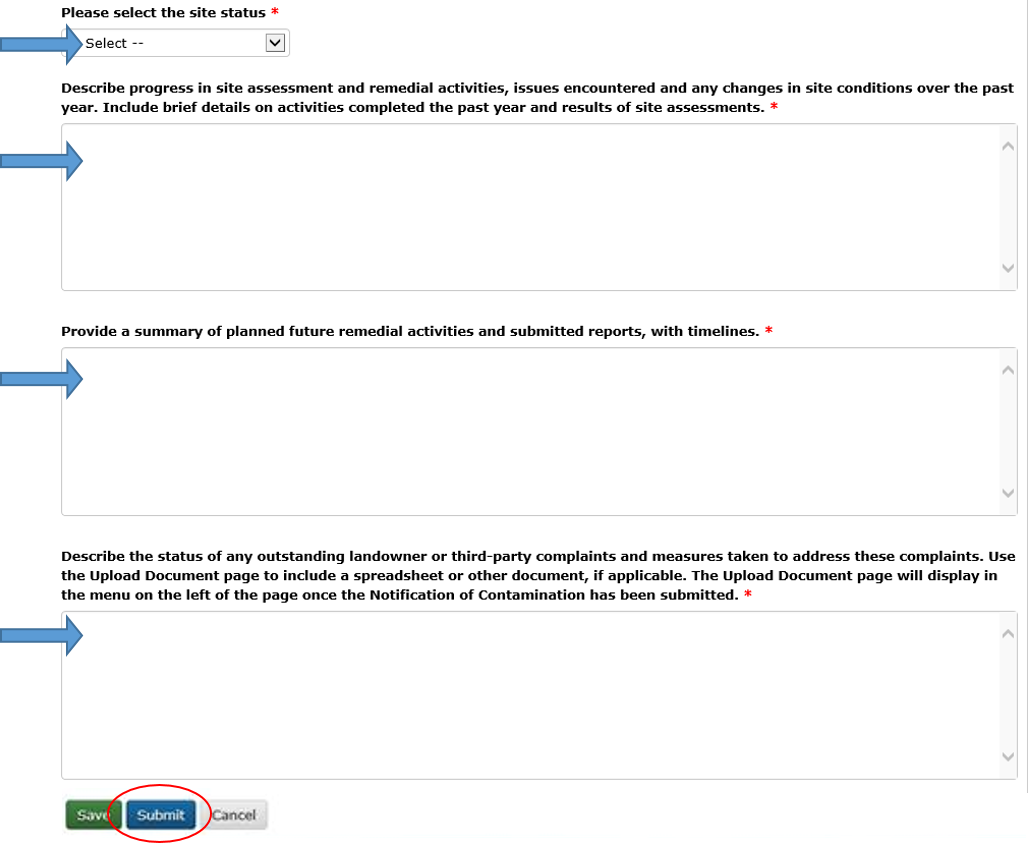 Please select the site status *
Select --
Describe progress in site assessment and remedial activities, issues encountered and any changes in site conditions over the past
year. Include brief details on activities completed the past year and results of site assessments. *
Provide a summary of planned future remedial activities and submitted reports, with timelines. *
Describe the status of any outstanding landowner or third-party complaints and measures taken to address these complaints. Use
the Upload Document page to include a spreadsheet or other document, if applicable. The Upload Document page will display in
the menu on the left of the page once the Notification of Contamination has been submitted. *
Save Submit Cancel